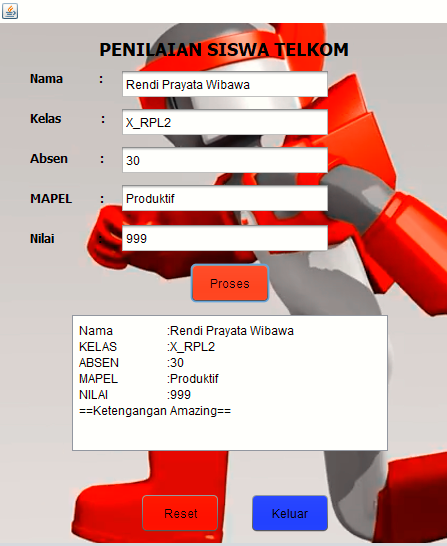 PENILAIAN SISWA TELKOM
Nama : Rendi Prayata Wibawa
Kelas : X_RPL2
Absen : 30
MAPEL : Produktif
Nilai : 999
Proses
Nama :Rendi Prayata Wibawa
KELAS :X_RPL2
ABSEN :30
MAPEL :Produktif
NILAI :999
==Ketengangan Amazing==
Reset Keluar